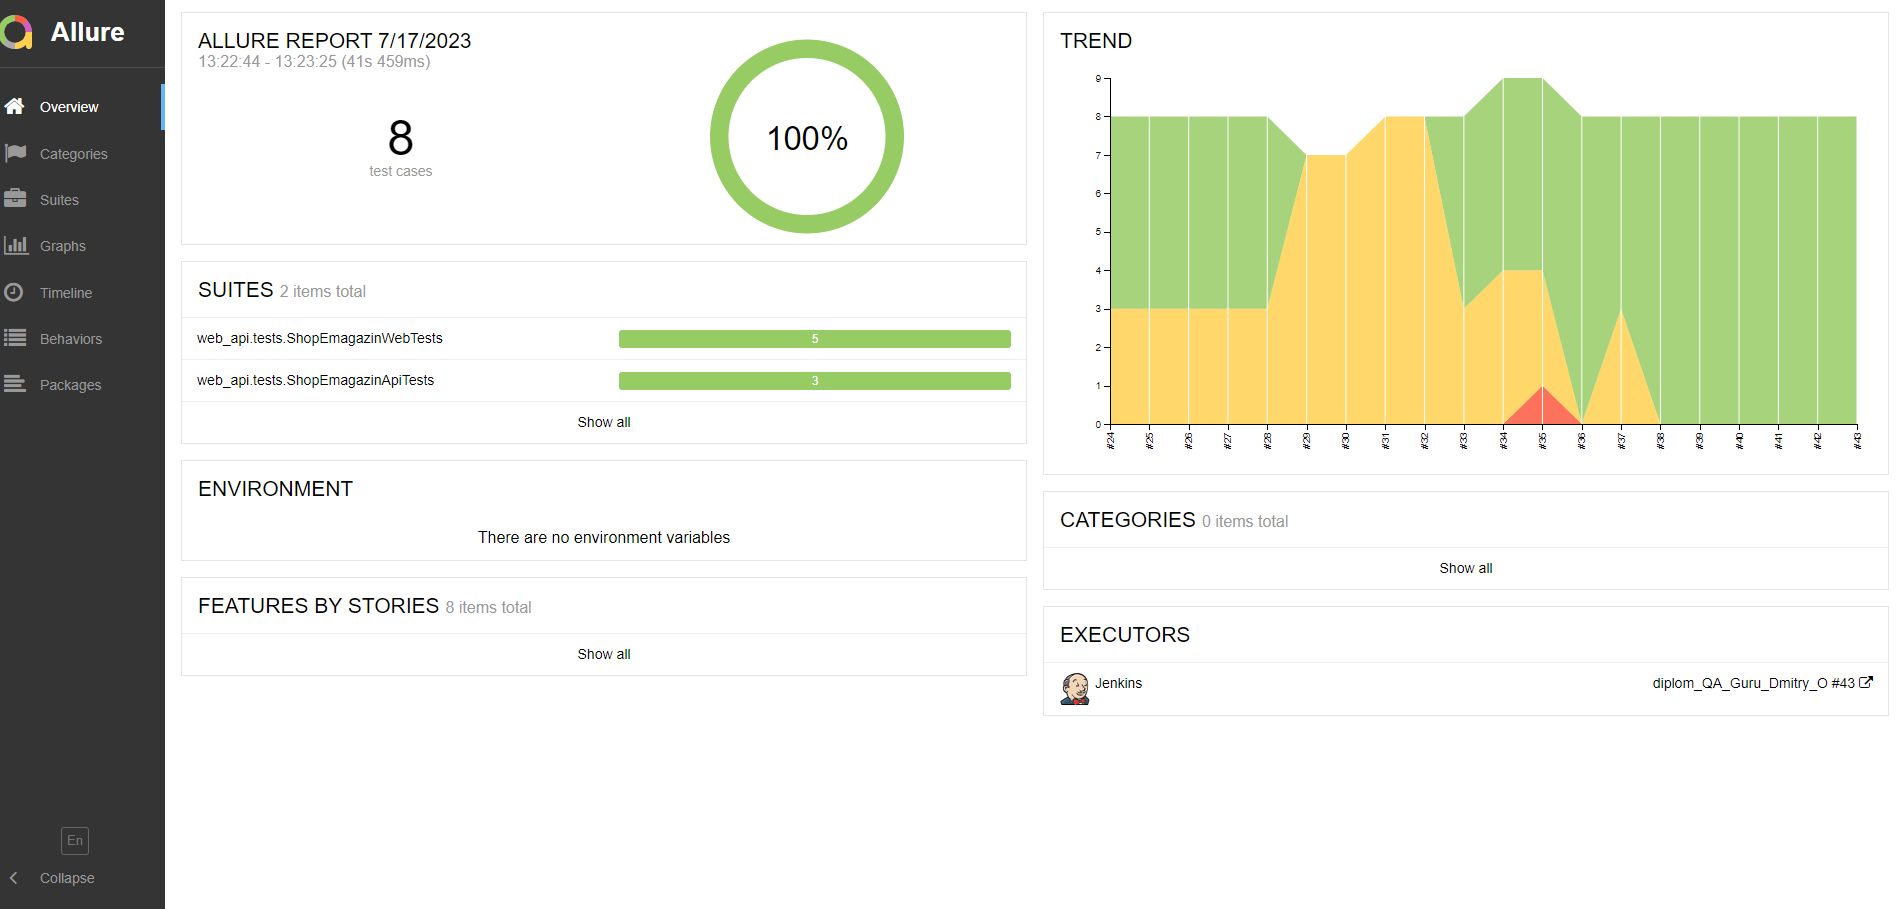 Allure
Overview
Categories
Suites
Graphs
Timeline
Behaviors
Packages
En
Collapse
ALLURE REPORT 7/17/2023
13:22:44 - 13:23:25 (41s 459ms)
8
test cases
100%
SUITES 2 items total
web_api.tests.ShopEmagazinWebTests 5
web_api.tests.ShopEmagazinApiTests 3
Show all
ENVIRONMENT
There are no environment variables
FEATURES BY STORIES 8 items total
Show all
TREND
9
8
7
6
5
4
3
2
1
0
#24 #25 #26 #27 #28 #29 #30 #31 #32 #33 #34 #35 #36 #37 #38 #39 #40 #41 #42 #43
CATEGORIES 0 items total
Show all
EXECUTORS
Jenkins diplom_QA_Guru_Dmitry_O #43